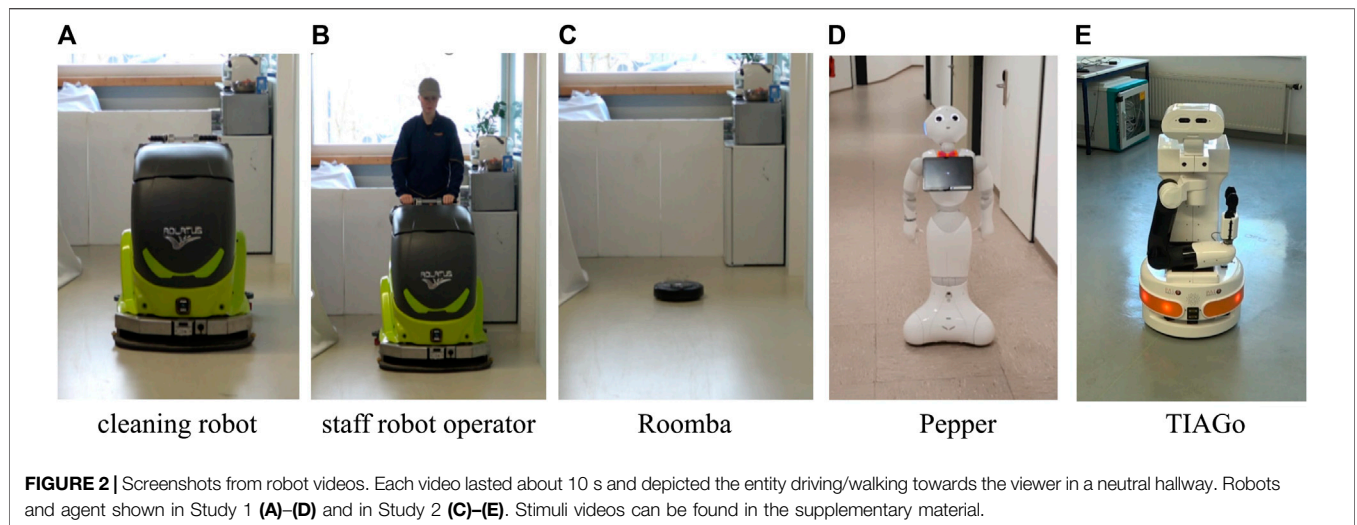 A
B
C
D
E
ADLATUS
ADLATUS
cleaning robot
staff robot operator
Roomba
Pepper
TIAGo
FIGURE 2 | Screenshots from robot videos. Each video lasted about 10 s and depicted the entity driving/walking towards the viewer in a neutral hallway. Robots
and agent shown in Study 1 (A)–(D) and in Study 2 (C)–(E). Stimuli videos can be found in the supplementary material.